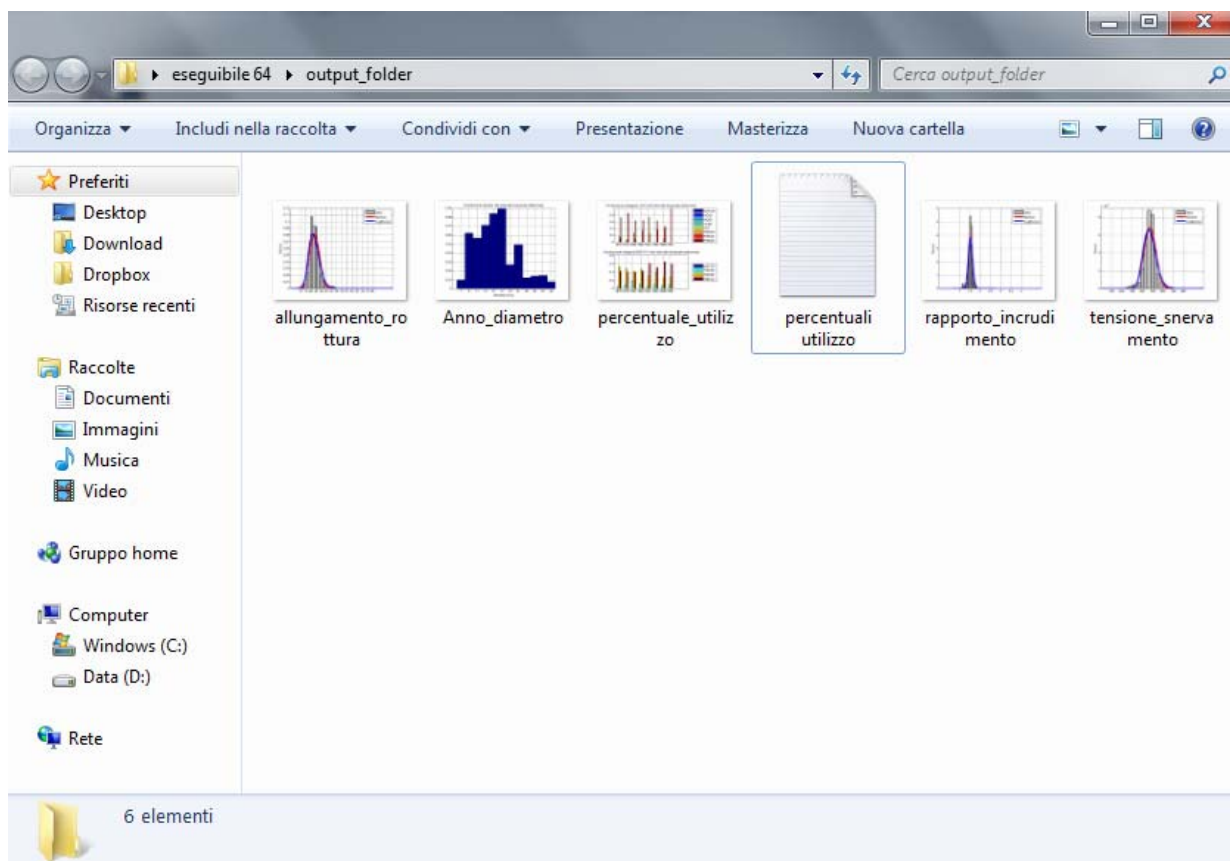 eseguibile 64 ▸ output_folder
Cerca output_folder
Organizza
Includi nella raccolta
Condividi con
Presentazione
Masterizza
Nuova cartella
Preferiti
Desktop
Download
Dropbox
Risorse recenti
Raccolte
Documenti
Immagini
Musica
Video
Gruppo home
Computer
Windows (C:)
Data (D:)
Rete
allungamento_ro
ttura
Anno_diametro
percentuale_utiliz
zo
percentuali
utilizzo
rapporto_incrudi
mento
tensione_snerva
mento
6 elementi